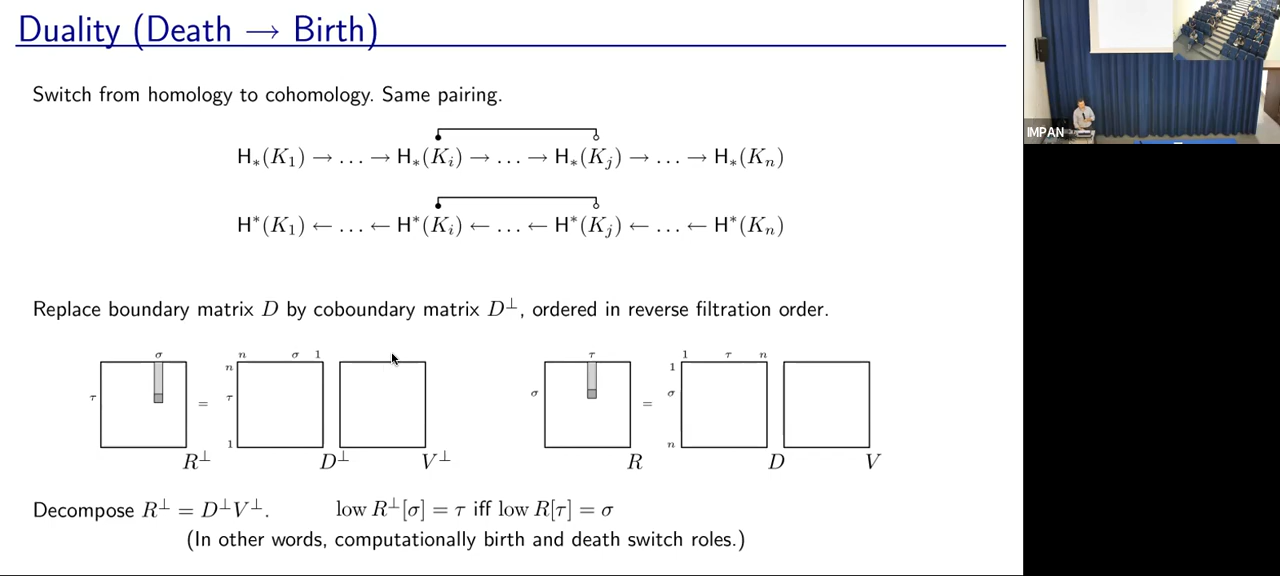 Duality (Death → Birth)
Switch from homology to cohomology. Same pairing.
H∗(K₁) → … → H∗(Kᵢ) → … → H∗(Kⱼ) → … → H∗(Kₙ)
H*(K₁) ← … ← H*(Kᵢ) ← … ← H*(Kⱼ) ← … ← H*(Kₙ)
Replace boundary matrix D by coboundary matrix D⊥, ordered in reverse filtration order.
σ n σ 1 τ 1 τ n
n 1
τ = τ σ = σ
1 n
R⊥ D⊥ V⊥ R D V
Decompose R⊥ = D⊥V⊥. low R⊥[σ] = τ iff low R[τ] = σ
(In other words, computationally birth and death switch roles.)
IMPAN